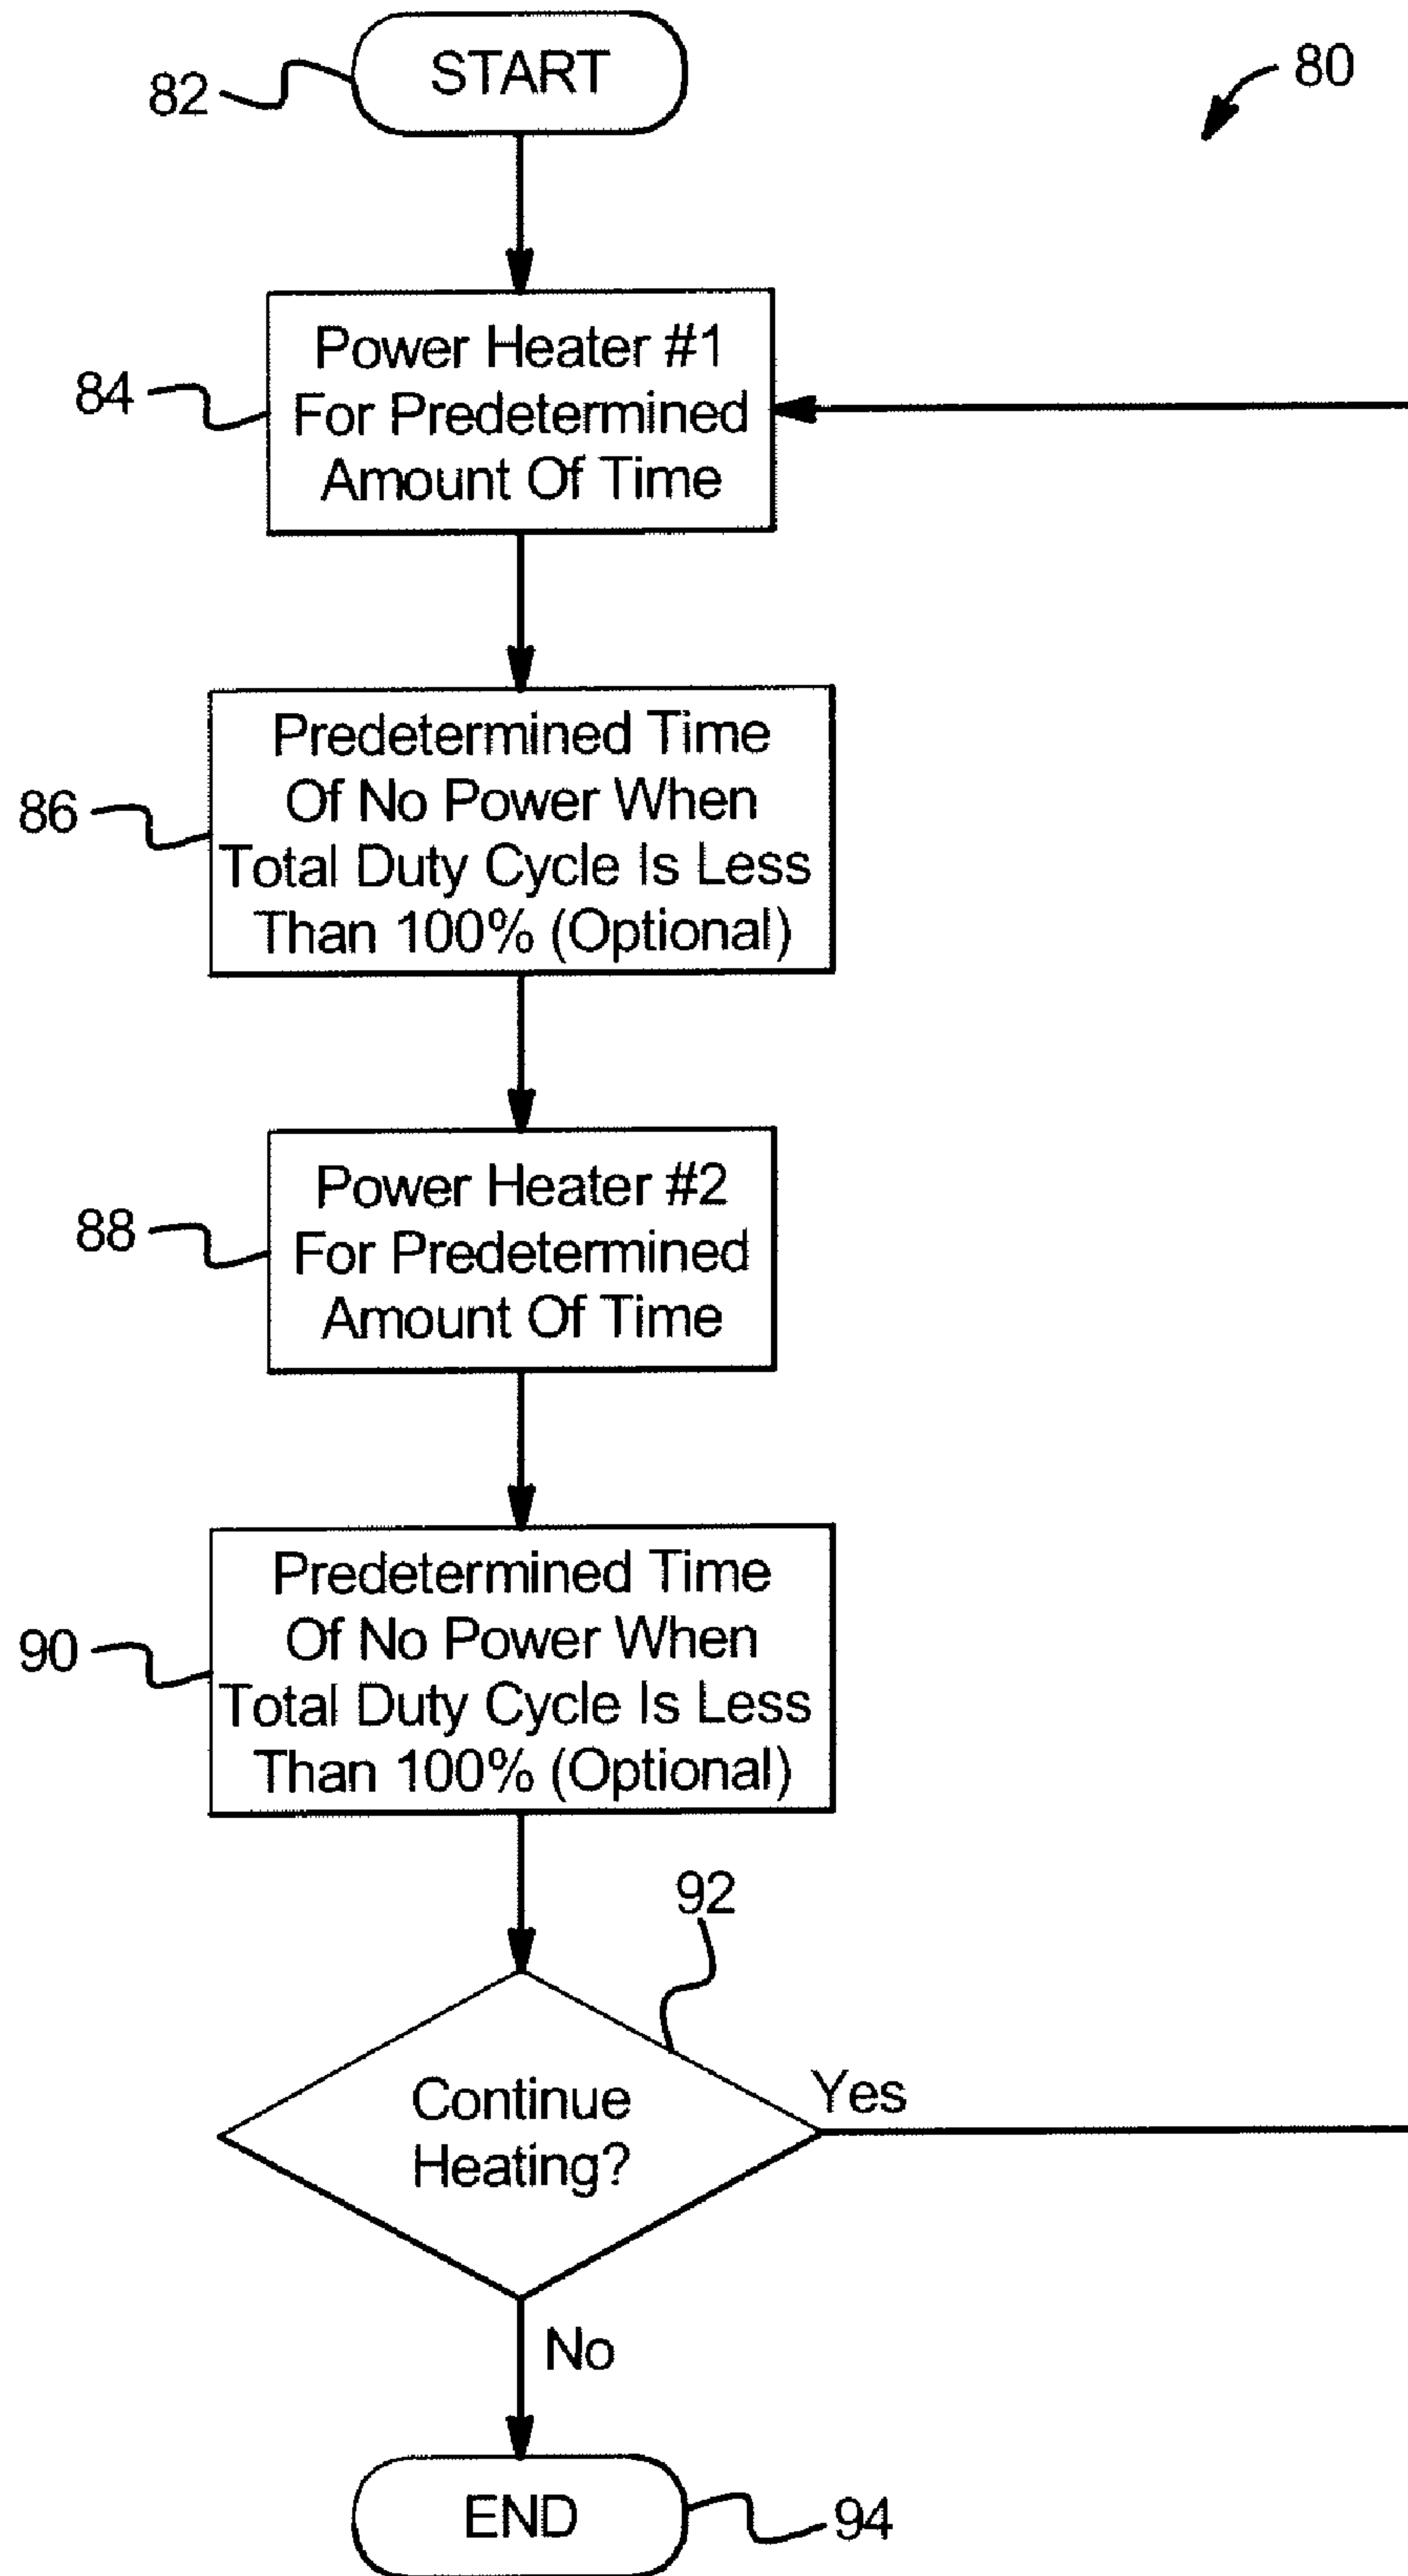 START
82
80
Power Heater #1
For Predetermined
Amount Of Time
84
Predetermined Time
Of No Power When
Total Duty Cycle Is Less
Than 100% (Optional)
86
Power Heater #2
For Predetermined
Amount Of Time
88
Predetermined Time
Of No Power When
Total Duty Cycle Is Less
Than 100% (Optional)
90
92
Continue
Heating?
Yes
No
END
94